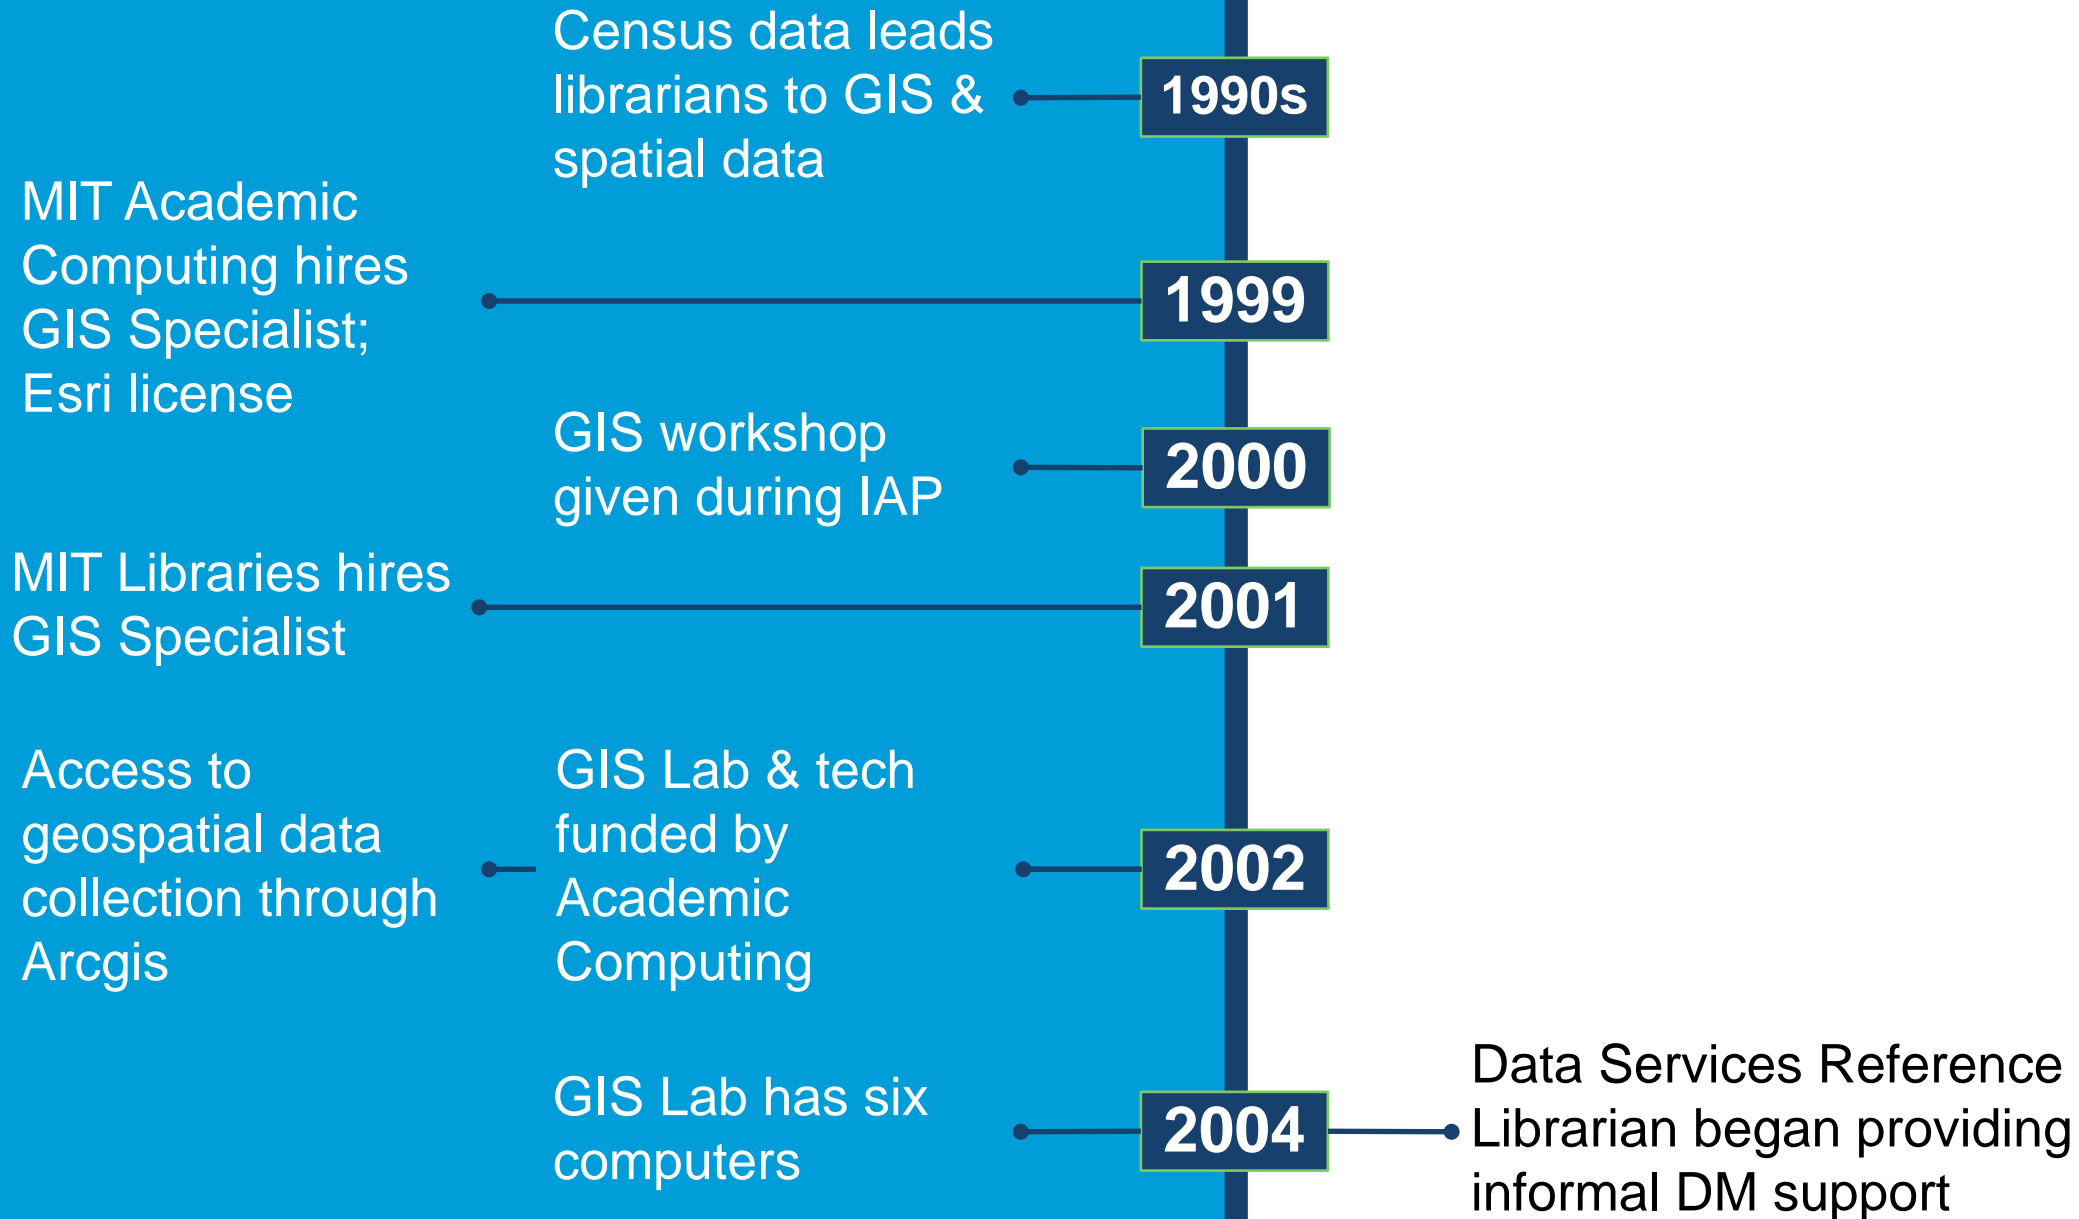 Census data leads
librarians to GIS &
spatial data
1990s
MIT Academic
Computing hires
GIS Specialist;
Esri license
1999
GIS workshop
given during IAP
2000
MIT Libraries hires
GIS Specialist
2001
Access to
geospatial data
collection through
Arcgis
GIS Lab & tech
funded by
Academic
Computing
2002
GIS Lab has six
computers
2004
Data Services Reference
Librarian began providing
informal DM support